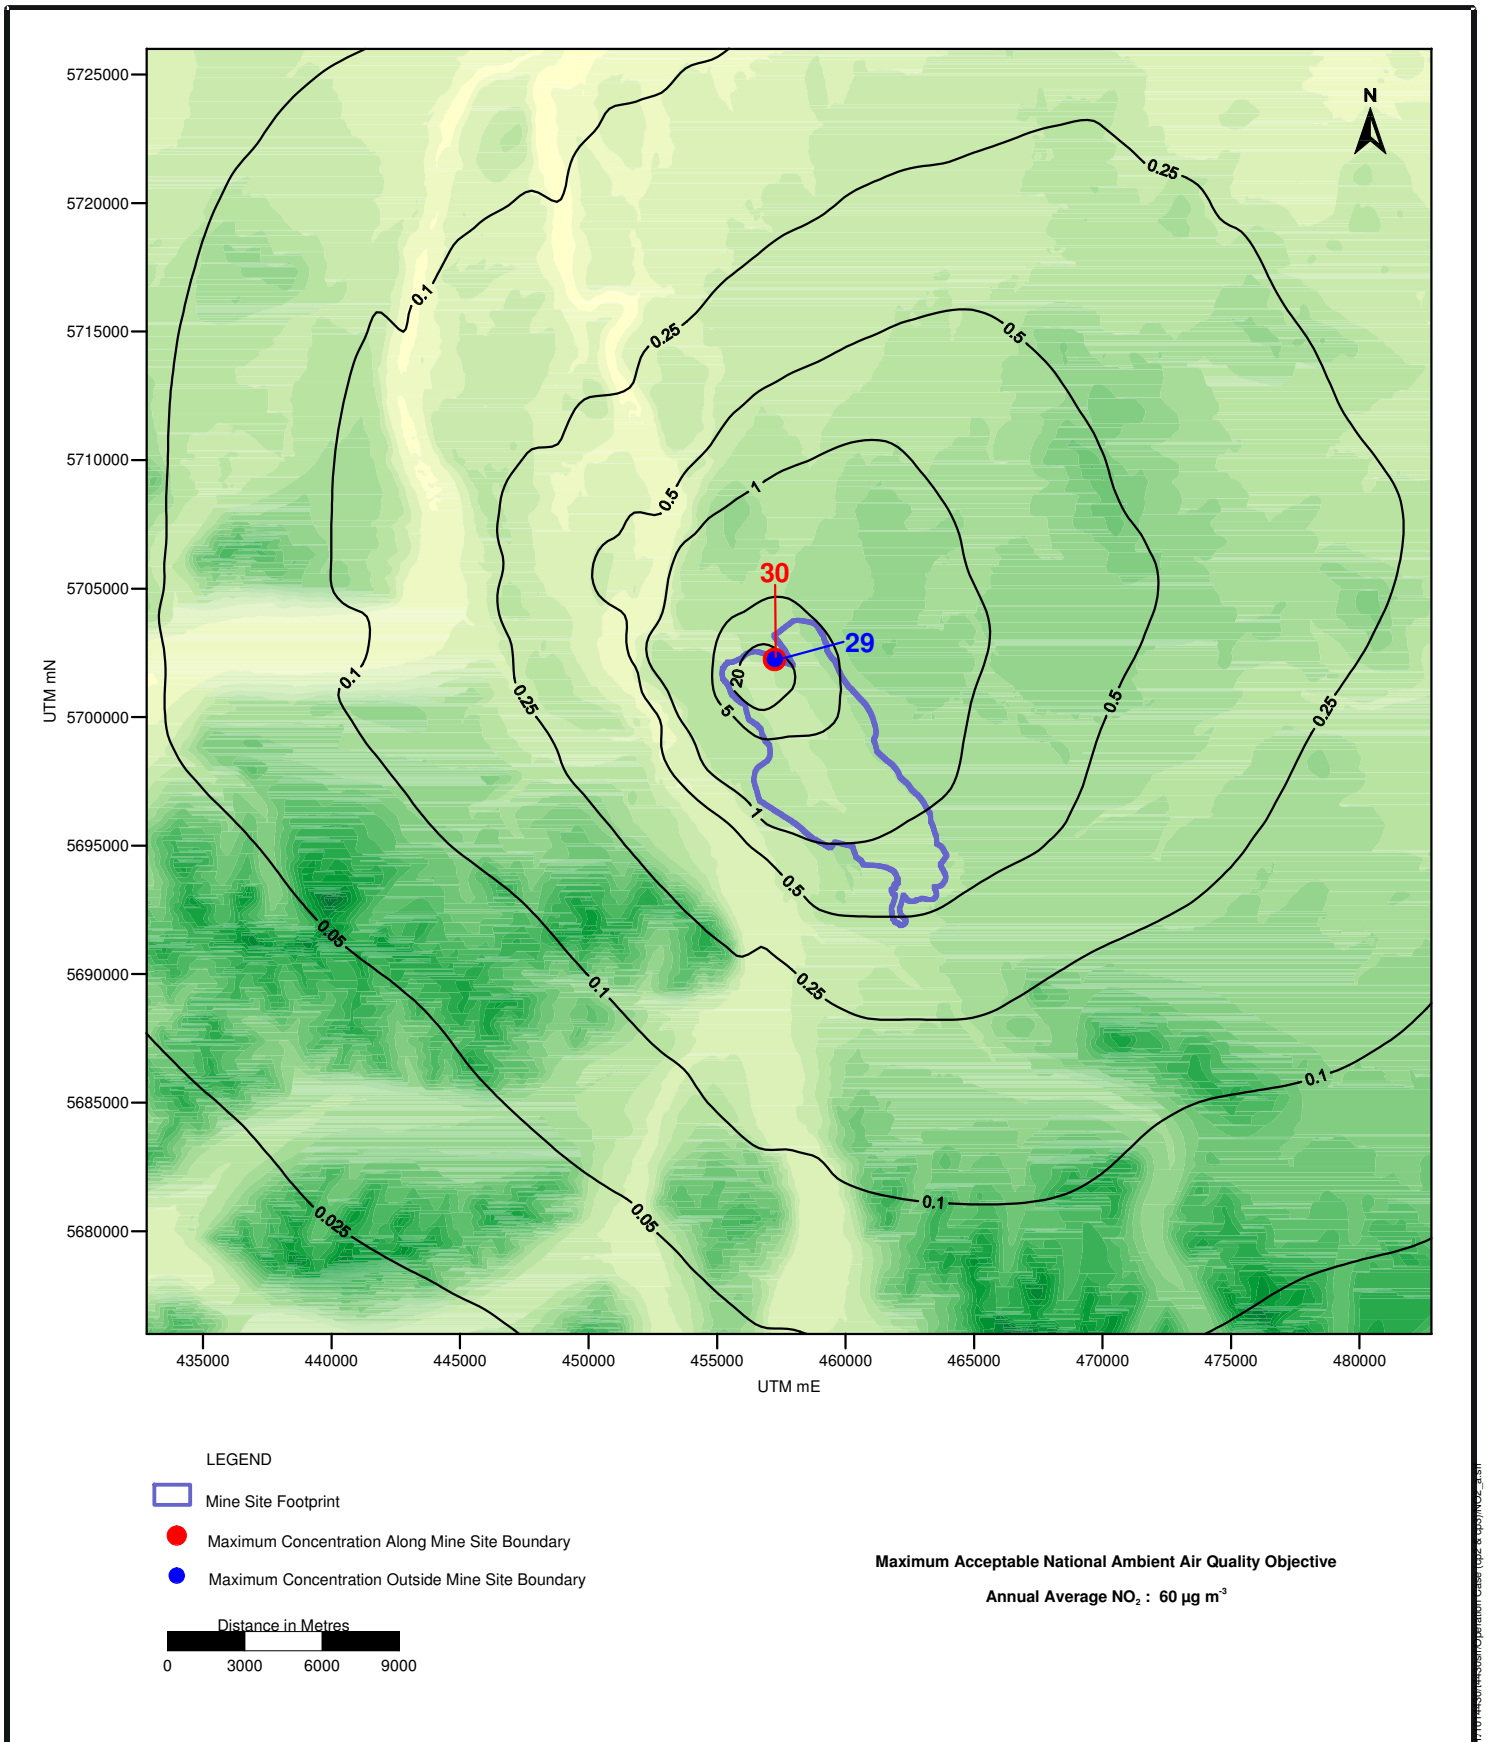 N
5725000
5720000
5715000
5710000
5705000
5700000
5695000
5690000
5685000
5680000
UTM mN
0.25
0.1
0.25
0.5
0.5
1
30
29
20
5
0.1
0.25
0.5
0.25
1
0.5
0.05
0.1
0.25
0.1
0.1
0.025
0.05
435000 440000 445000 450000 455000 460000 465000 470000 475000 480000
UTM mE
LEGEND
Mine Site Footprint
Maximum Concentration Along Mine Site Boundary
Maximum Concentration Outside Mine Site Boundary
Distance in Metres
0 3000 6000 9000
Maximum Acceptable National Ambient Air Quality Objective
Annual Average NO₂ : 60 µg m⁻³